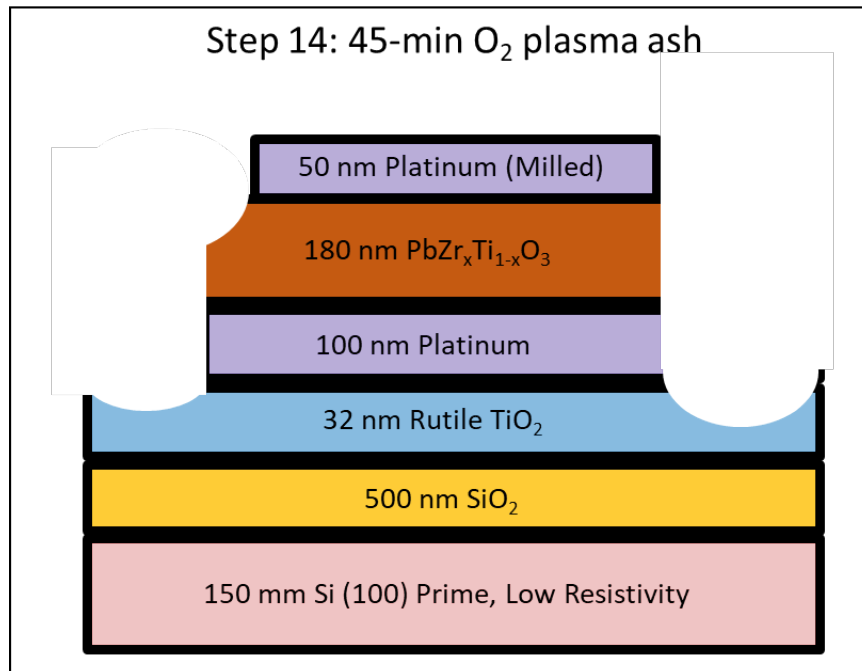 Step 14: 45-min O₂ plasma ash
50 nm Platinum (Milled)
180 nm PbZrₓTi₁₋ₓO₃
100 nm Platinum
32 nm Rutile TiO₂
500 nm SiO₂
150 mm Si (100) Prime, Low Resistivity